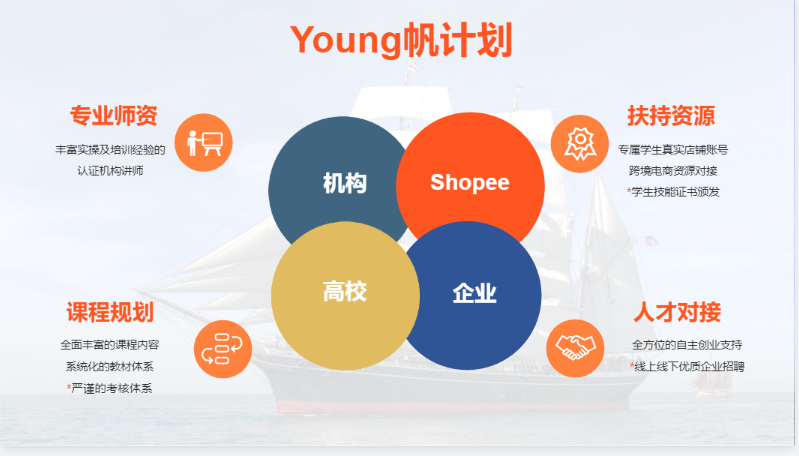 Young帆计划
专业师资
丰富实操及培训经验的
认证机构讲师
机构
Shopee
扶持资源
专属学生真实店铺账号
跨境电商资源对接
*学生技能证书颁发
课程规划
全面丰富的课程内容
系统化的教材体系
*严谨的考核体系
高校
企业
人才对接
全方位的自主创业支持
*线上线下优质企业招聘